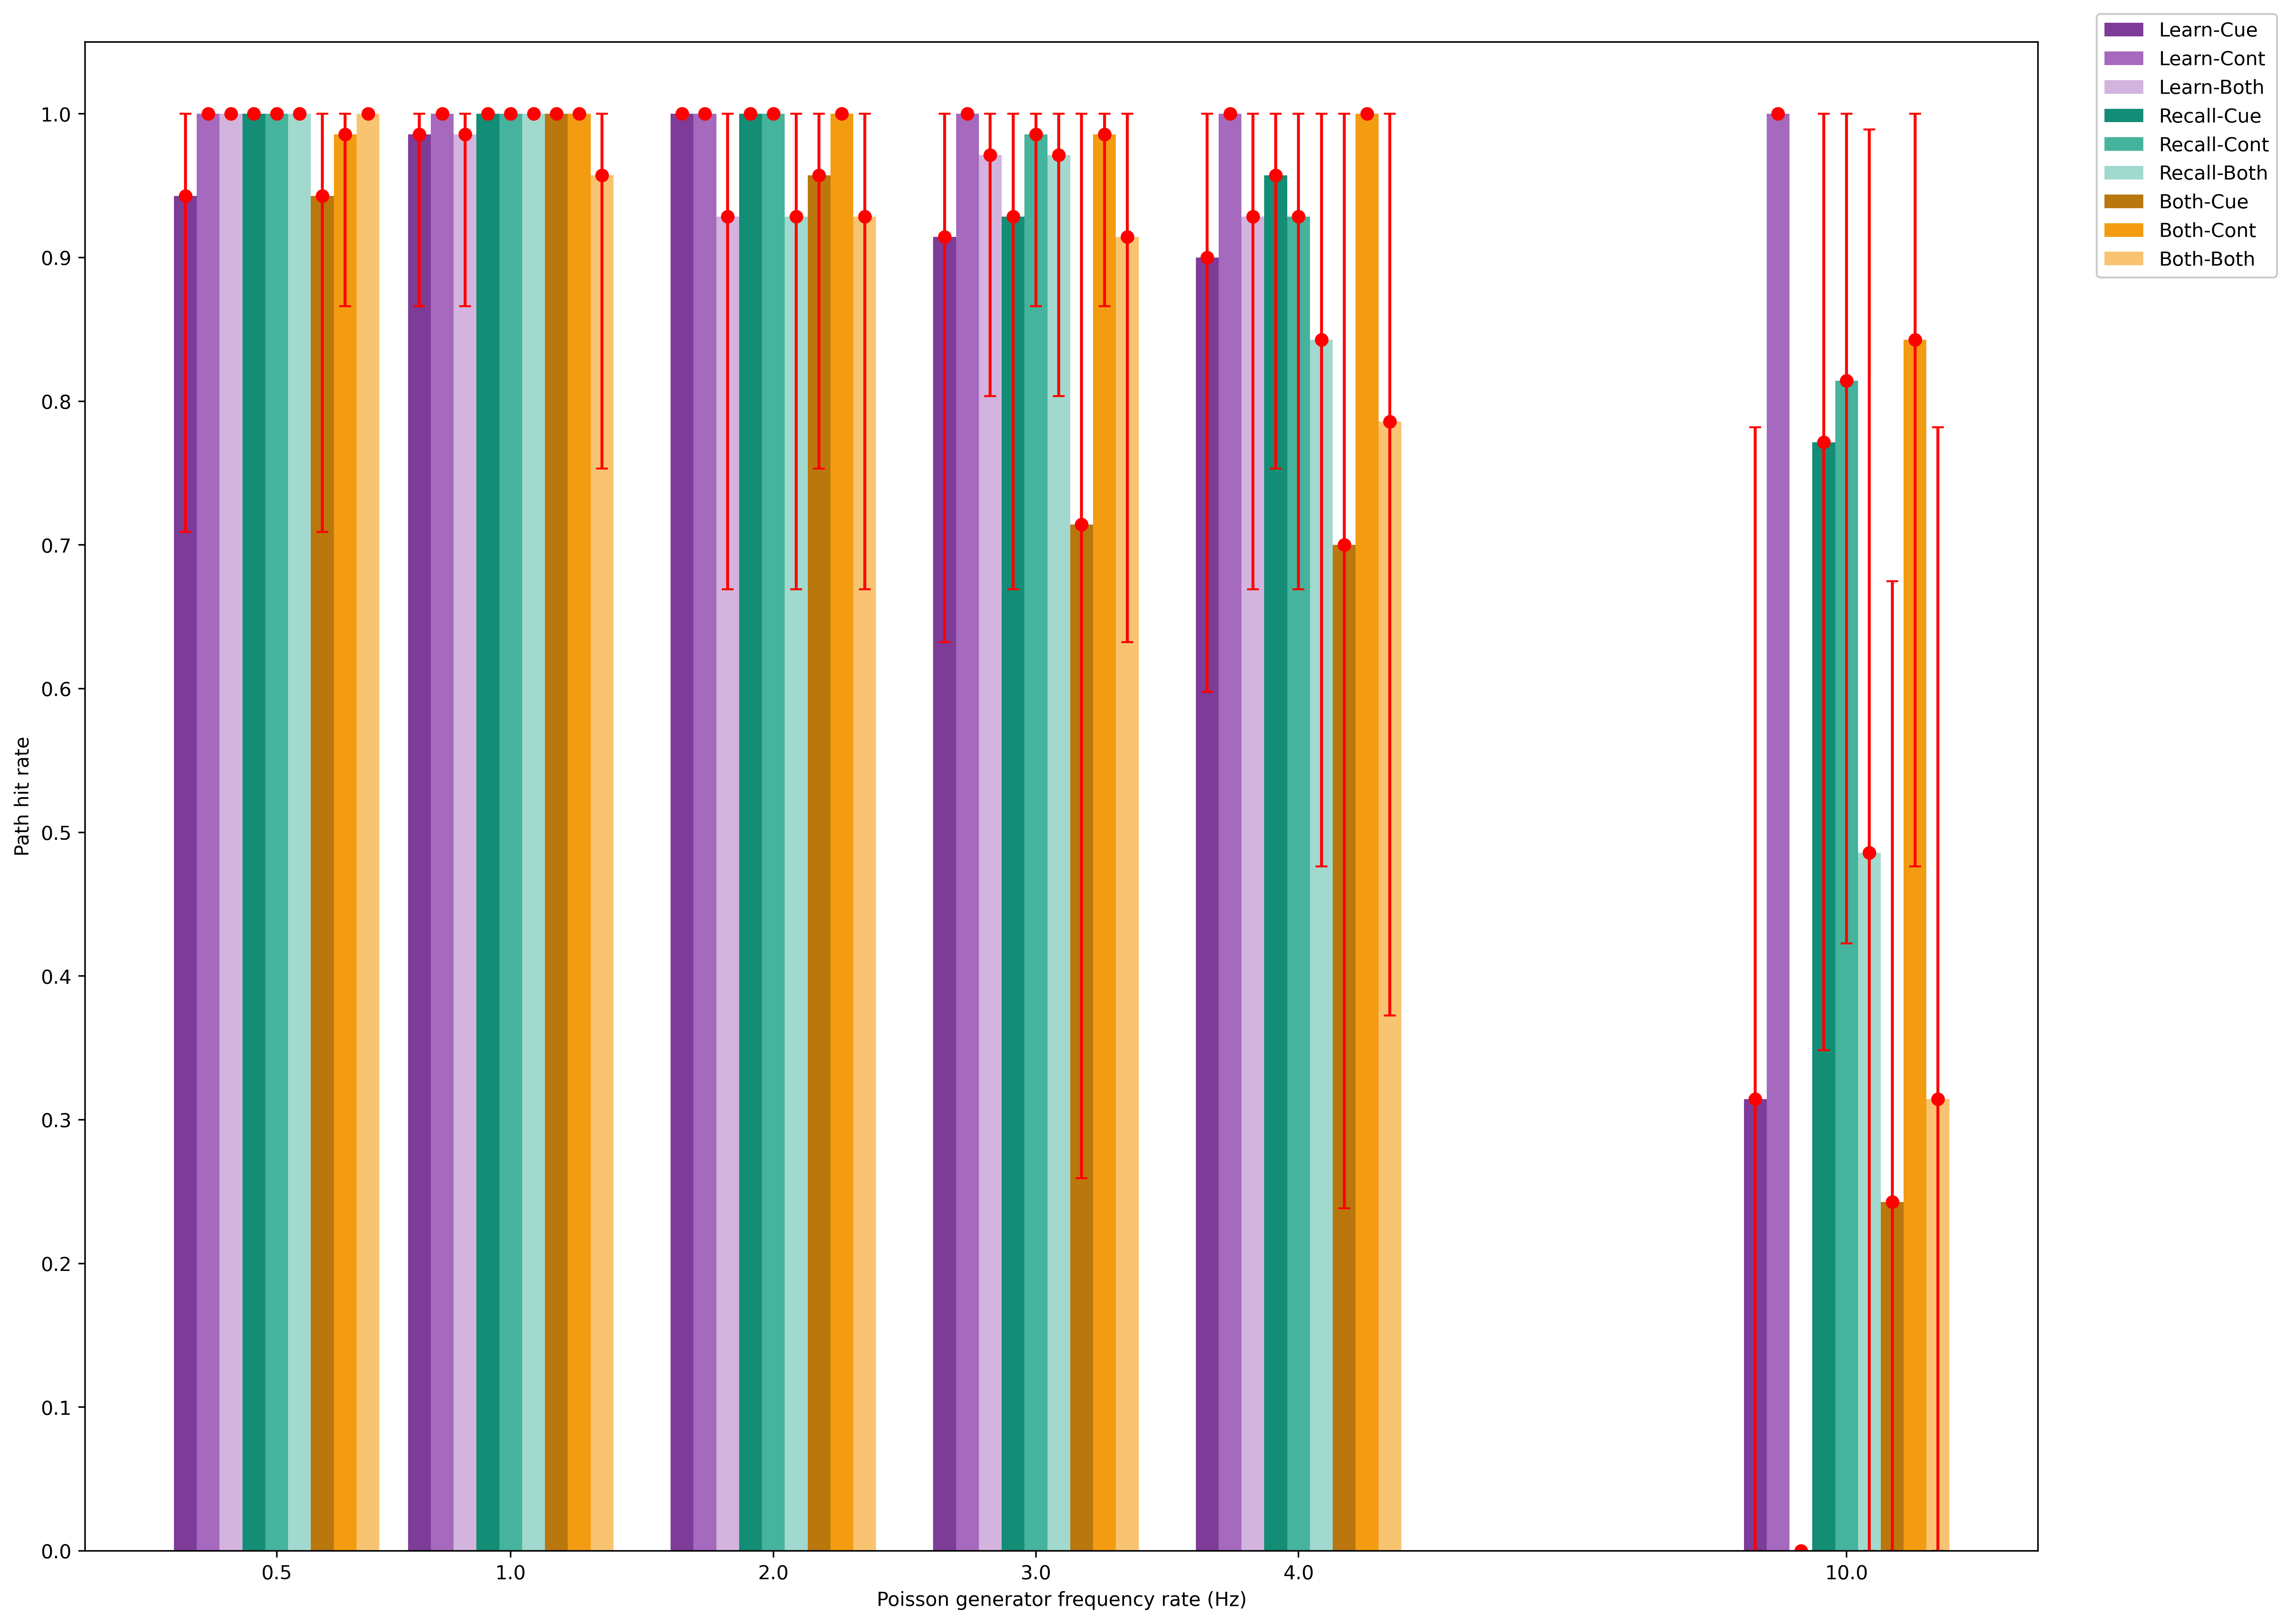 Learn-Cue
Learn-Cont
Learn-Both
Recall-Cue
Recall-Cont
Recall-Both
Both-Cue
Both-Cont
Both-Both
1.0
0.9
0.8
0.7
0.6
0.5
0.4
0.3
0.2
0.1
0.0
Path hit rate
0.5 1.0 2.0 3.0 4.0 10.0
Poisson generator frequency rate (Hz)